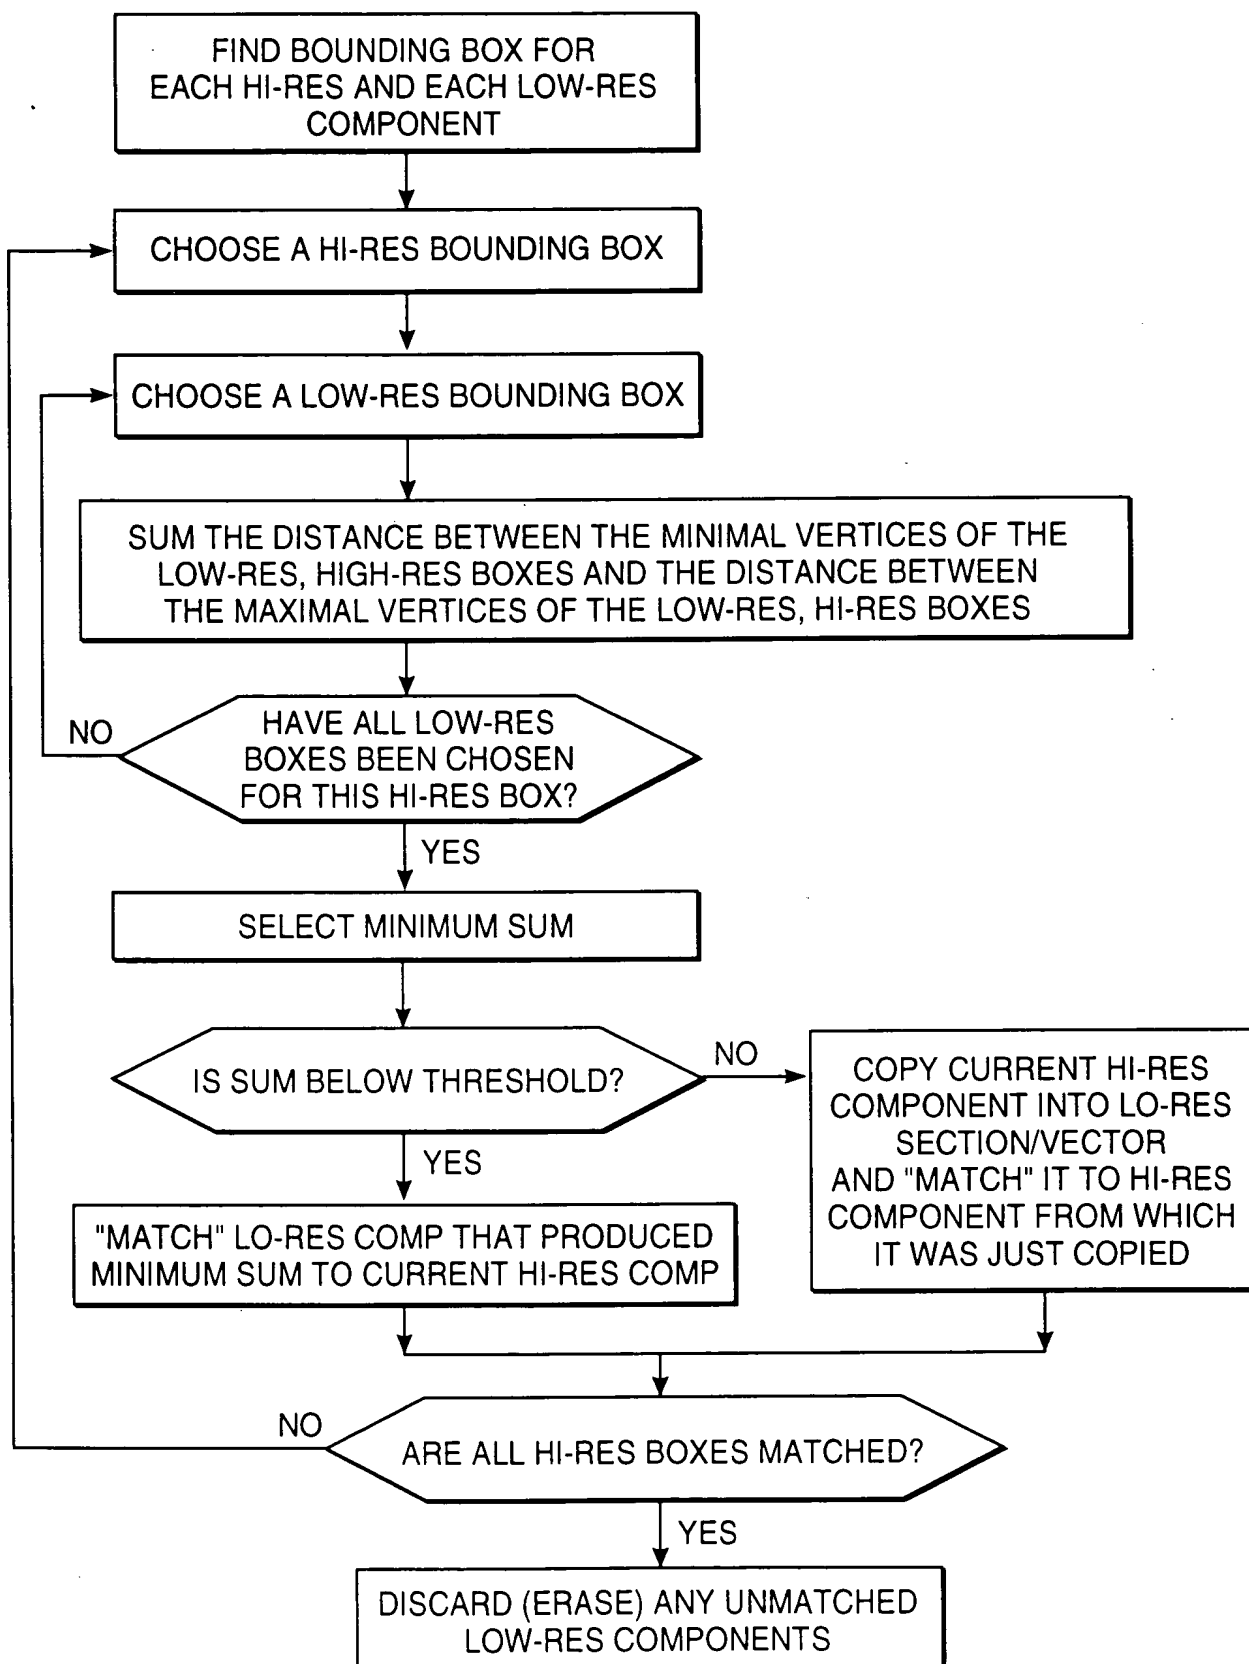 FIND BOUNDING BOX FOR
EACH HI-RES AND EACH LOW-RES
COMPONENT
CHOOSE A HI-RES BOUNDING BOX
CHOOSE A LOW-RES BOUNDING BOX
SUM THE DISTANCE BETWEEN THE MINIMAL VERTICES OF THE
LOW-RES, HIGH-RES BOXES AND THE DISTANCE BETWEEN
THE MAXIMAL VERTICES OF THE LOW-RES, HI-RES BOXES
NO
HAVE ALL LOW-RES
BOXES BEEN CHOSEN
FOR THIS HI-RES BOX?
YES
SELECT MINIMUM SUM
IS SUM BELOW THRESHOLD?
NO
COPY CURRENT HI-RES
COMPONENT INTO LO-RES
SECTION/VECTOR
AND "MATCH" IT TO HI-RES
COMPONENT FROM WHICH
IT WAS JUST COPIED
YES
"MATCH" LO-RES COMP THAT PRODUCED
MINIMUM SUM TO CURRENT HI-RES COMP
NO
ARE ALL HI-RES BOXES MATCHED?
YES
DISCARD (ERASE) ANY UNMATCHED
LOW-RES COMPONENTS